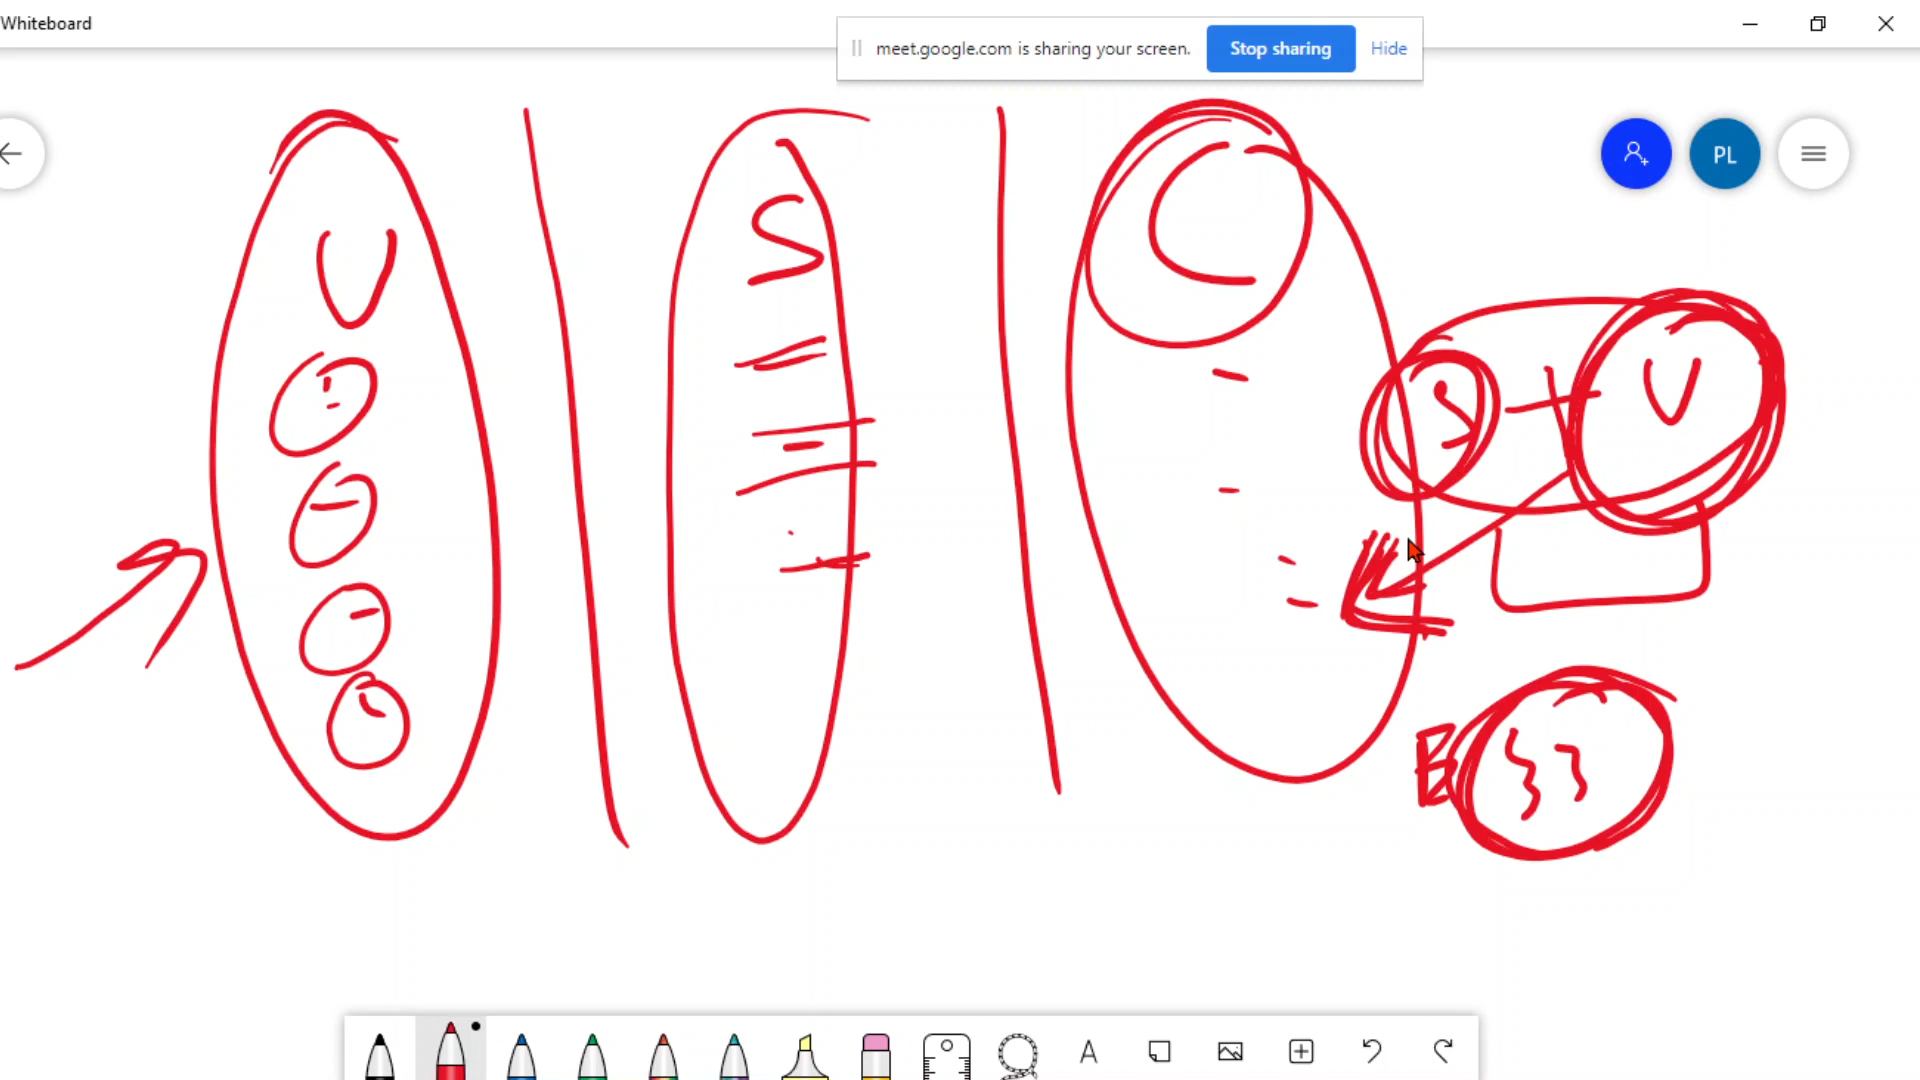 Whiteboard
meet.google.com is sharing your screen. Stop sharing Hide
PL
U S C
S + U
A